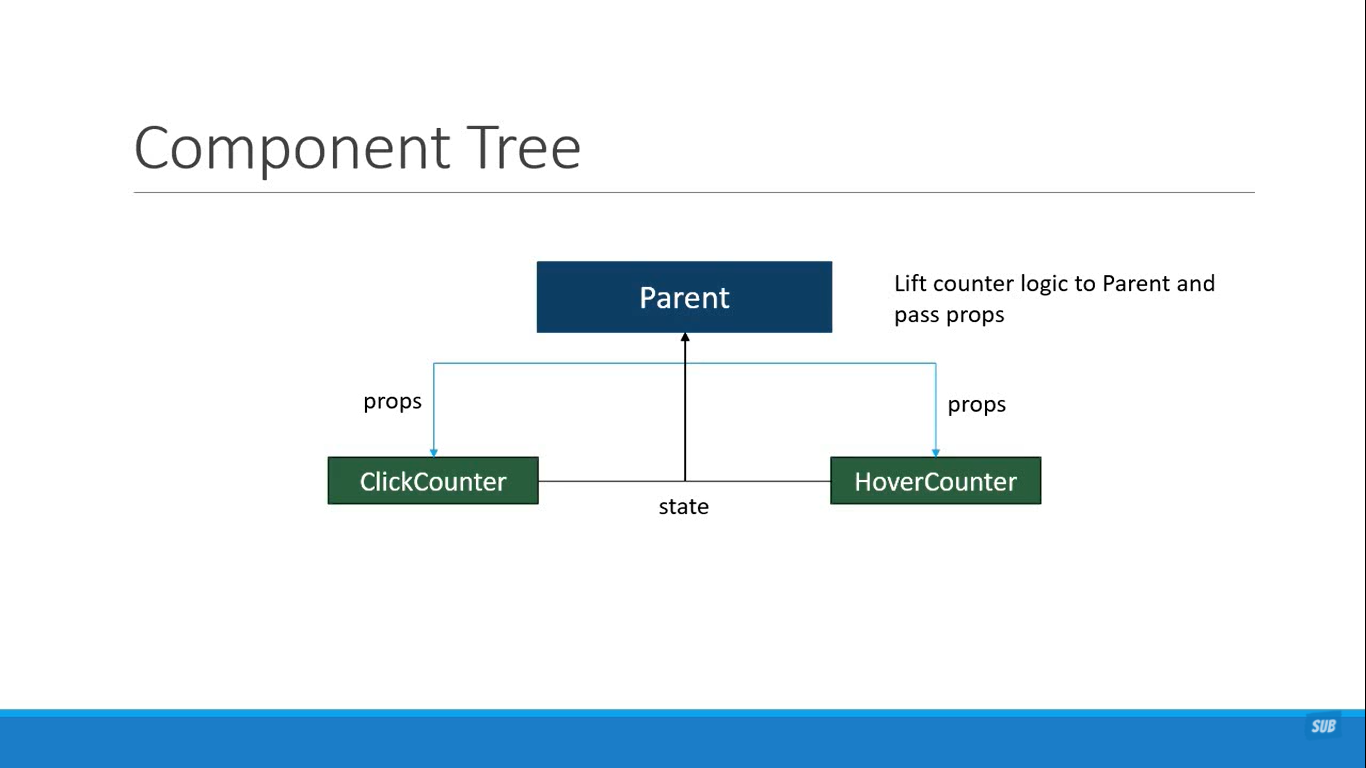 Component Tree
Parent
Lift counter logic to Parent and
pass props
props
props
ClickCounter
HoverCounter
state
SUB